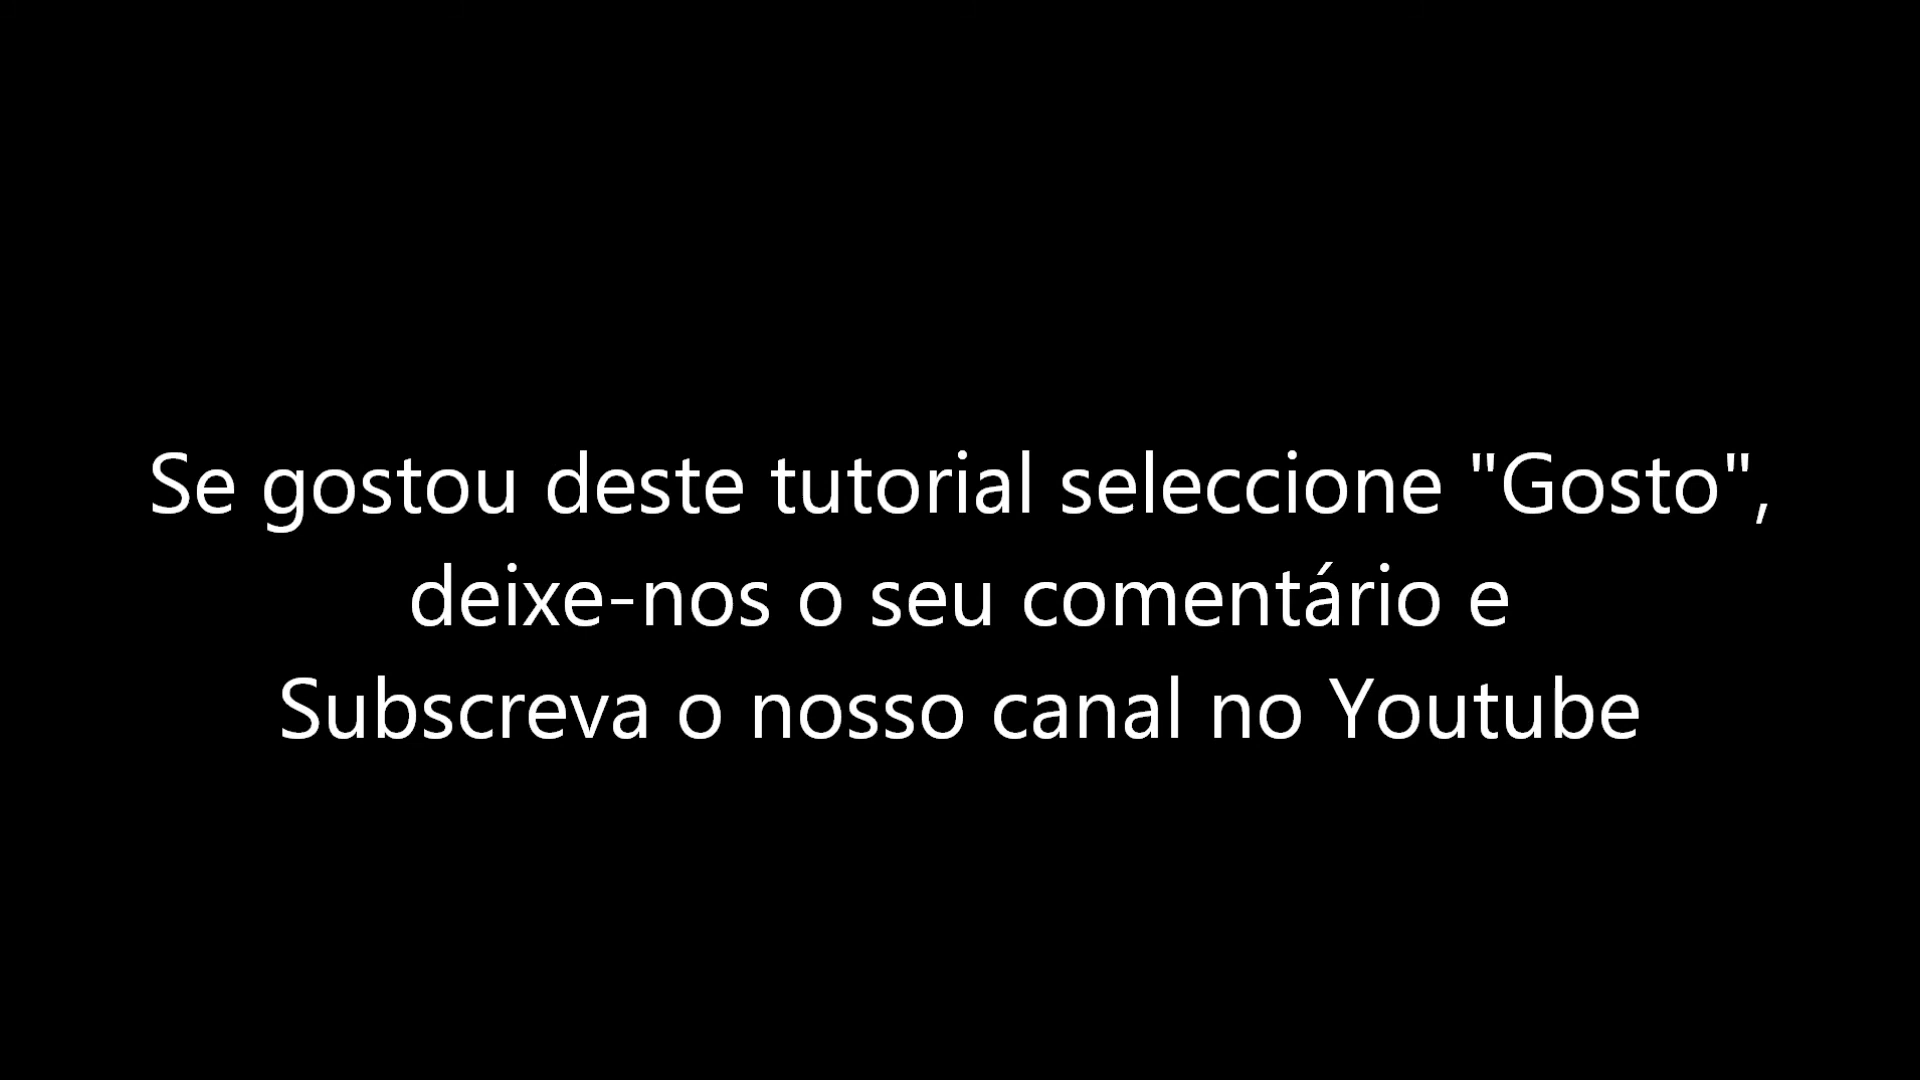 Se gostou deste tutorial seleccione "Gosto",
deixe-nos o seu comentário e
Subscreva o nosso canal no Youtube